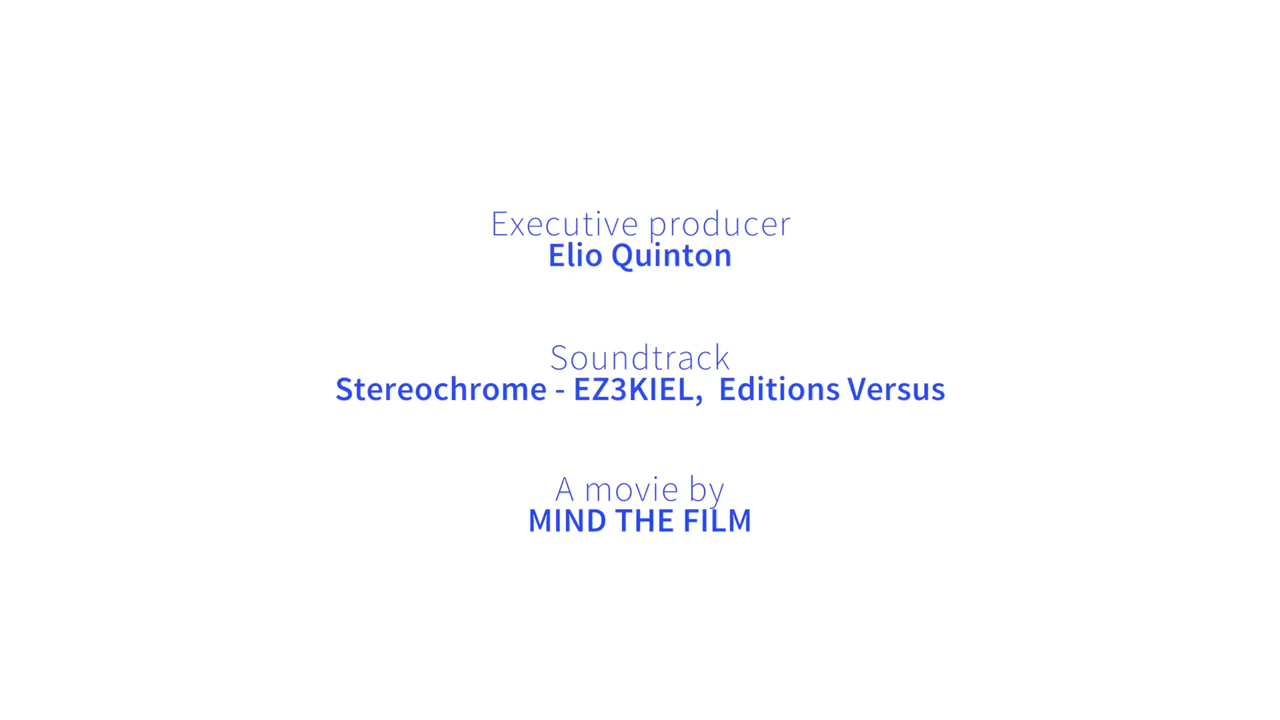 Executive producer
Elio Quinton
Soundtrack
Stereochrome - EZ3KIEL,  Editions Versus
A movie by
MIND THE FILM